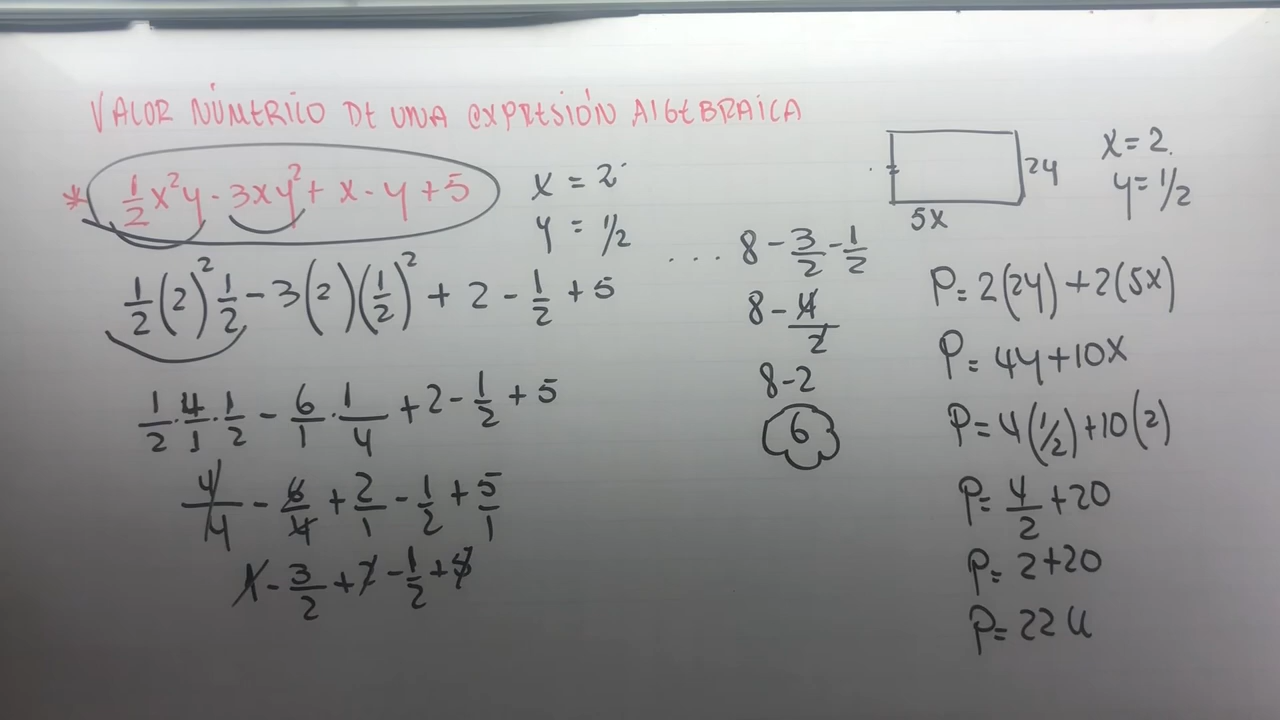 VALOR NÚMERICO DE UNA EXPRESIÓN ALGEBRAICA
* 1/2 x²y - 3xy² + x - y + 5
x = 2
y = 1/2
1/2 (2)² 1/2 - 3(2)(1/2)² + 2 - 1/2 + 5
1/2 · 4/1 · 1/2 - 6/1 · 1/4 + 2 - 1/2 + 5
4/4 - 6/4 + 2/1 - 1/2 + 5/1
1 - 3/2 + 2 - 1/2 + 5
... 8 - 3/2 - 1/2
8 - 4/2
8 - 2
6
2y
5x
x = 2.
y = 1/2
P = 2(2y) + 2(5x)
P = 4y + 10x
P = 4(1/2) + 10(2)
P = 4/2 + 20
P = 2 + 20
P = 22 u